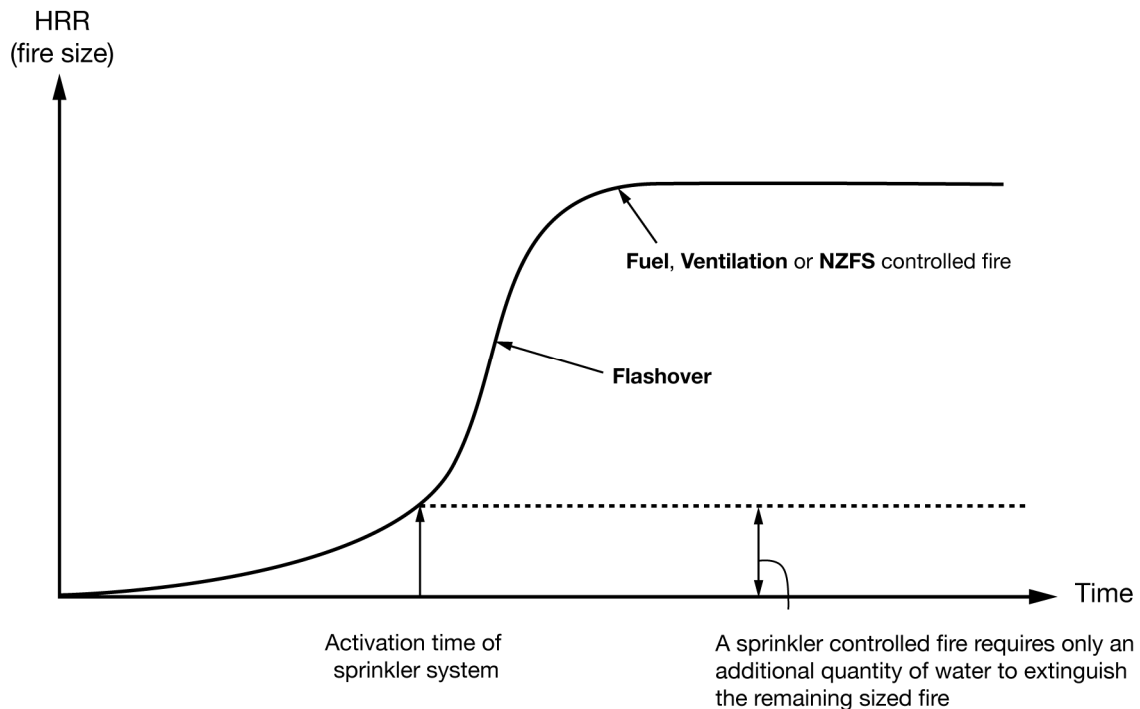 HRR
(fire size)
Fuel, Ventilation or NZFS controlled fire
Flashover
Time
Activation time of
sprinkler system
A sprinkler controlled fire requires only an
additional quantity of water to extinguish
the remaining sized fire